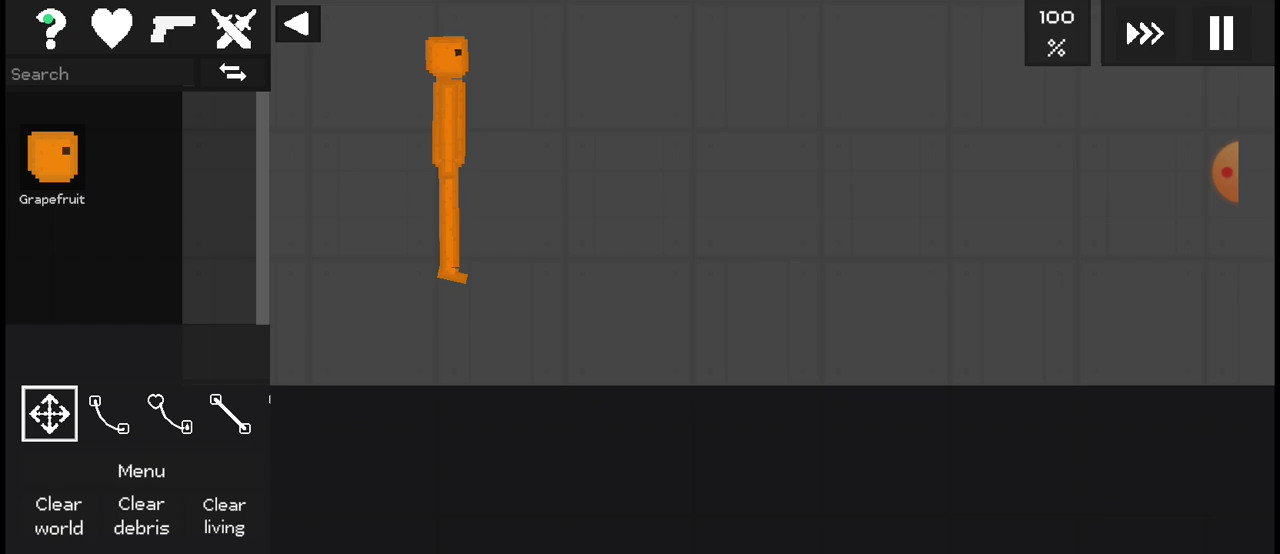 100
%
Search
Grapefruit
Menu
Clear world
Clear debris
Clear living